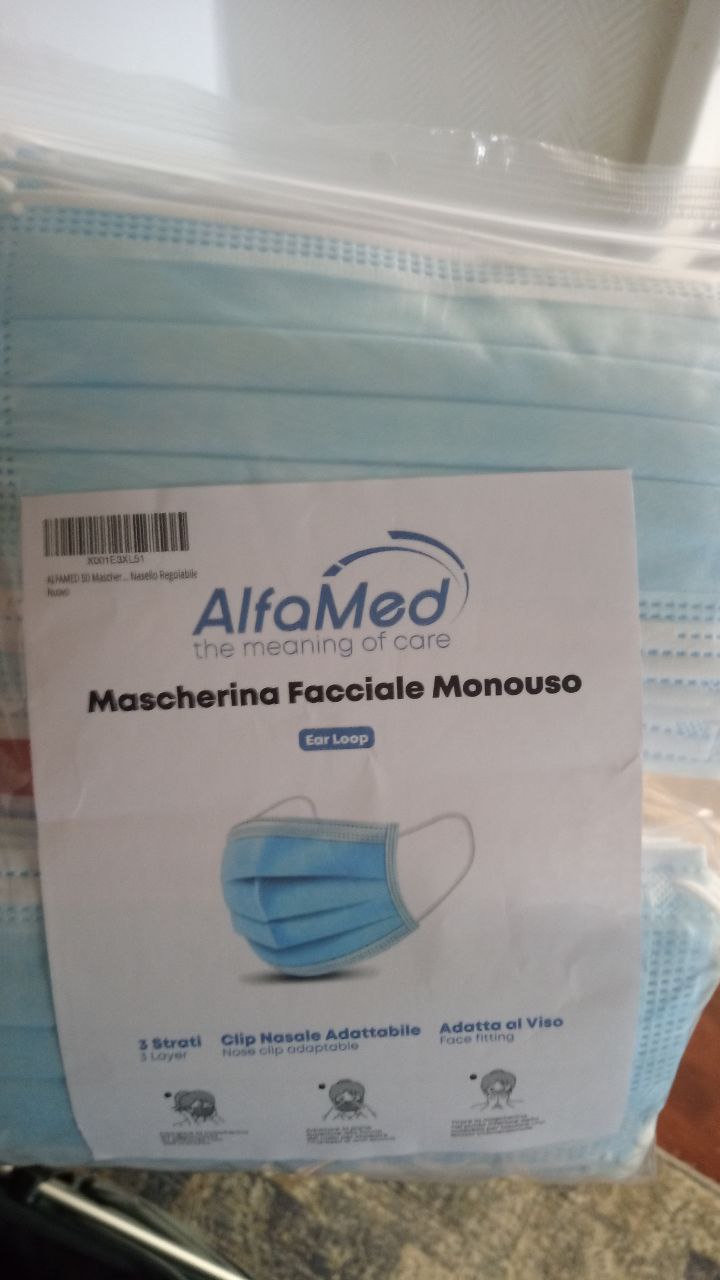 X001E3XL51
ALFAMED 50 Mascher... Nasello Regolabile
Nuovo
AlfaMed
the meaning of care
Mascherina Facciale Monouso
Ear Loop
3 Strati
3 Layer
Clip Nasale Adattabile
Nose clip adaptable
Adatta al Viso
Face fitting